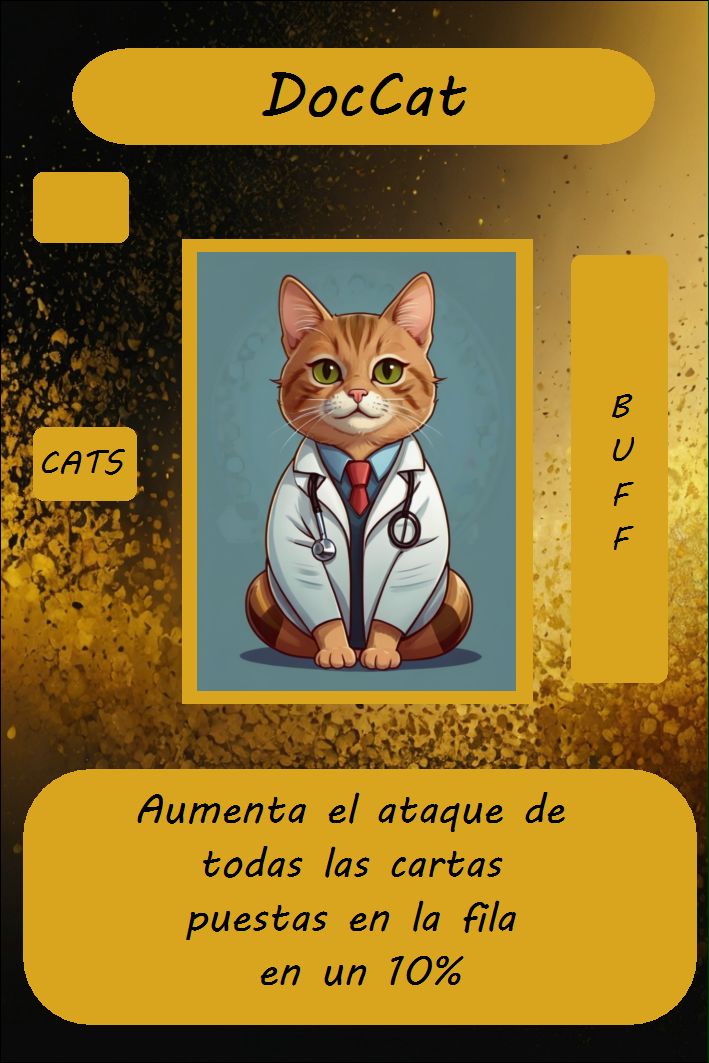 DocCat
CATS
B
U
F
F
Aumenta el ataque de
todas las cartas
puestas en la fila
en un 10%